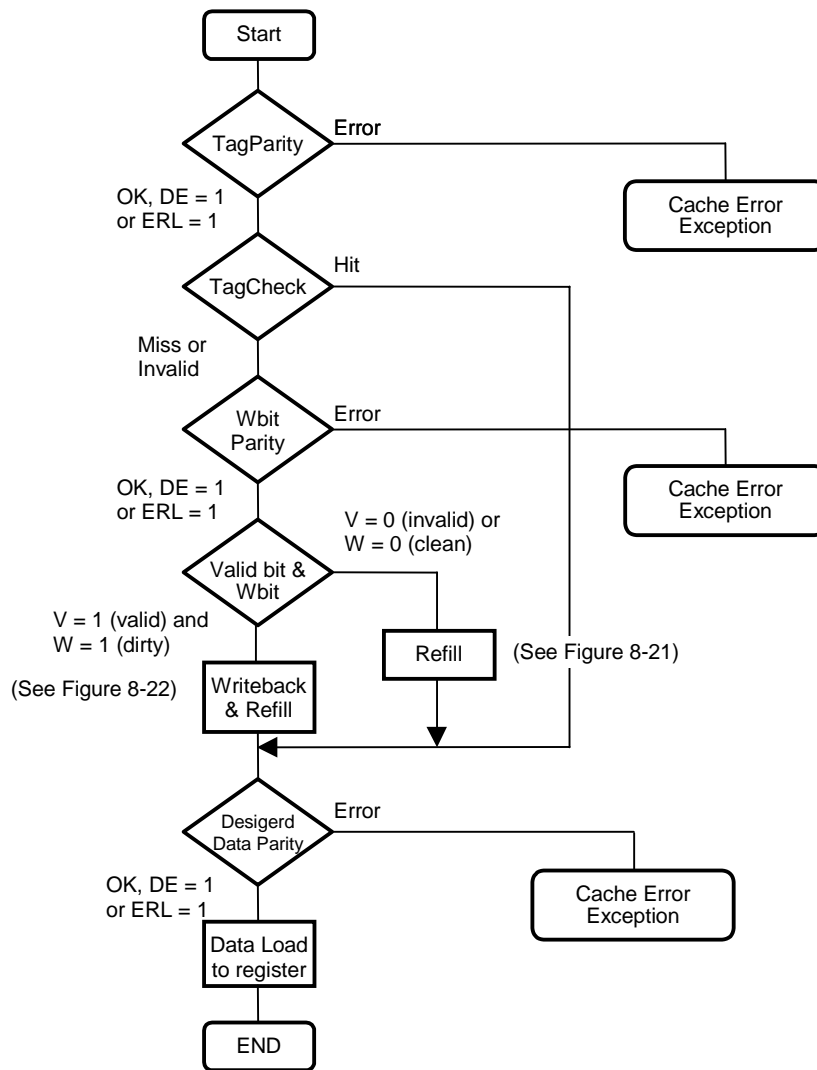 Start
TagParity
Error
OK, DE = 1
or ERL = 1
Cache Error
Exception
TagCheck
Hit
Miss or
Invalid
Wbit
Parity
Error
OK, DE = 1
or ERL = 1
Cache Error
Exception
V = 0 (invalid) or
W = 0 (clean)
Valid bit &
Wbit
V = 1 (valid) and
W = 1 (dirty)
Refill
(See Figure 8-21)
(See Figure 8-22)
Writeback
& Refill
Desigerd
Data Parity
Error
OK, DE = 1
or ERL = 1
Cache Error
Exception
Data Load
to register
END